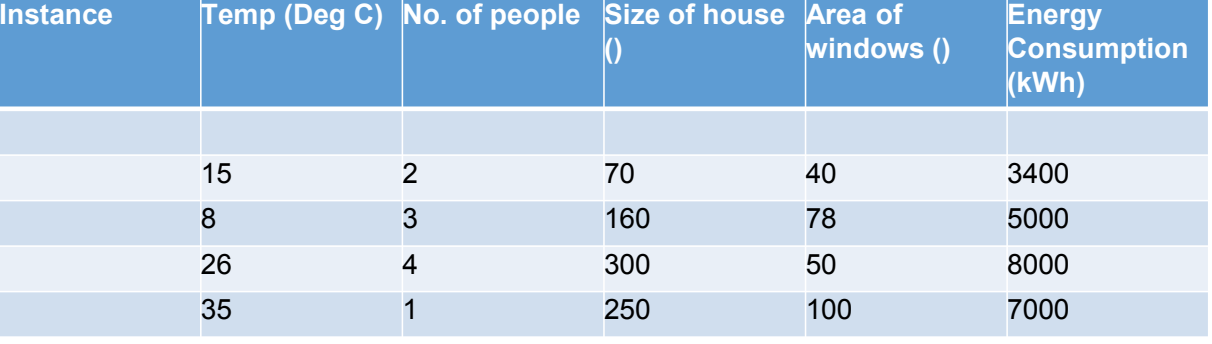 Instance Temp (Deg C) No. of people Size of house () Area of windows () Energy Consumption (kWh)
15 2 70 40 3400
8 3 160 78 5000
26 4 300 50 8000
35 1 250 100 7000